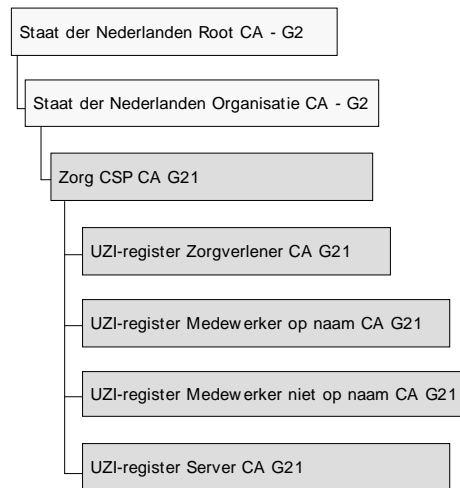 Staat der Nederlanden Root CA - G2
Staat der Nederlanden Organisatie CA - G2
Zorg CSP CA G21
UZI-register Zorgverlener CA G21
UZI-register Medewerker op naam CA G21
UZI-register Medewerker niet op naam CA G21
UZI-register Server CA G21